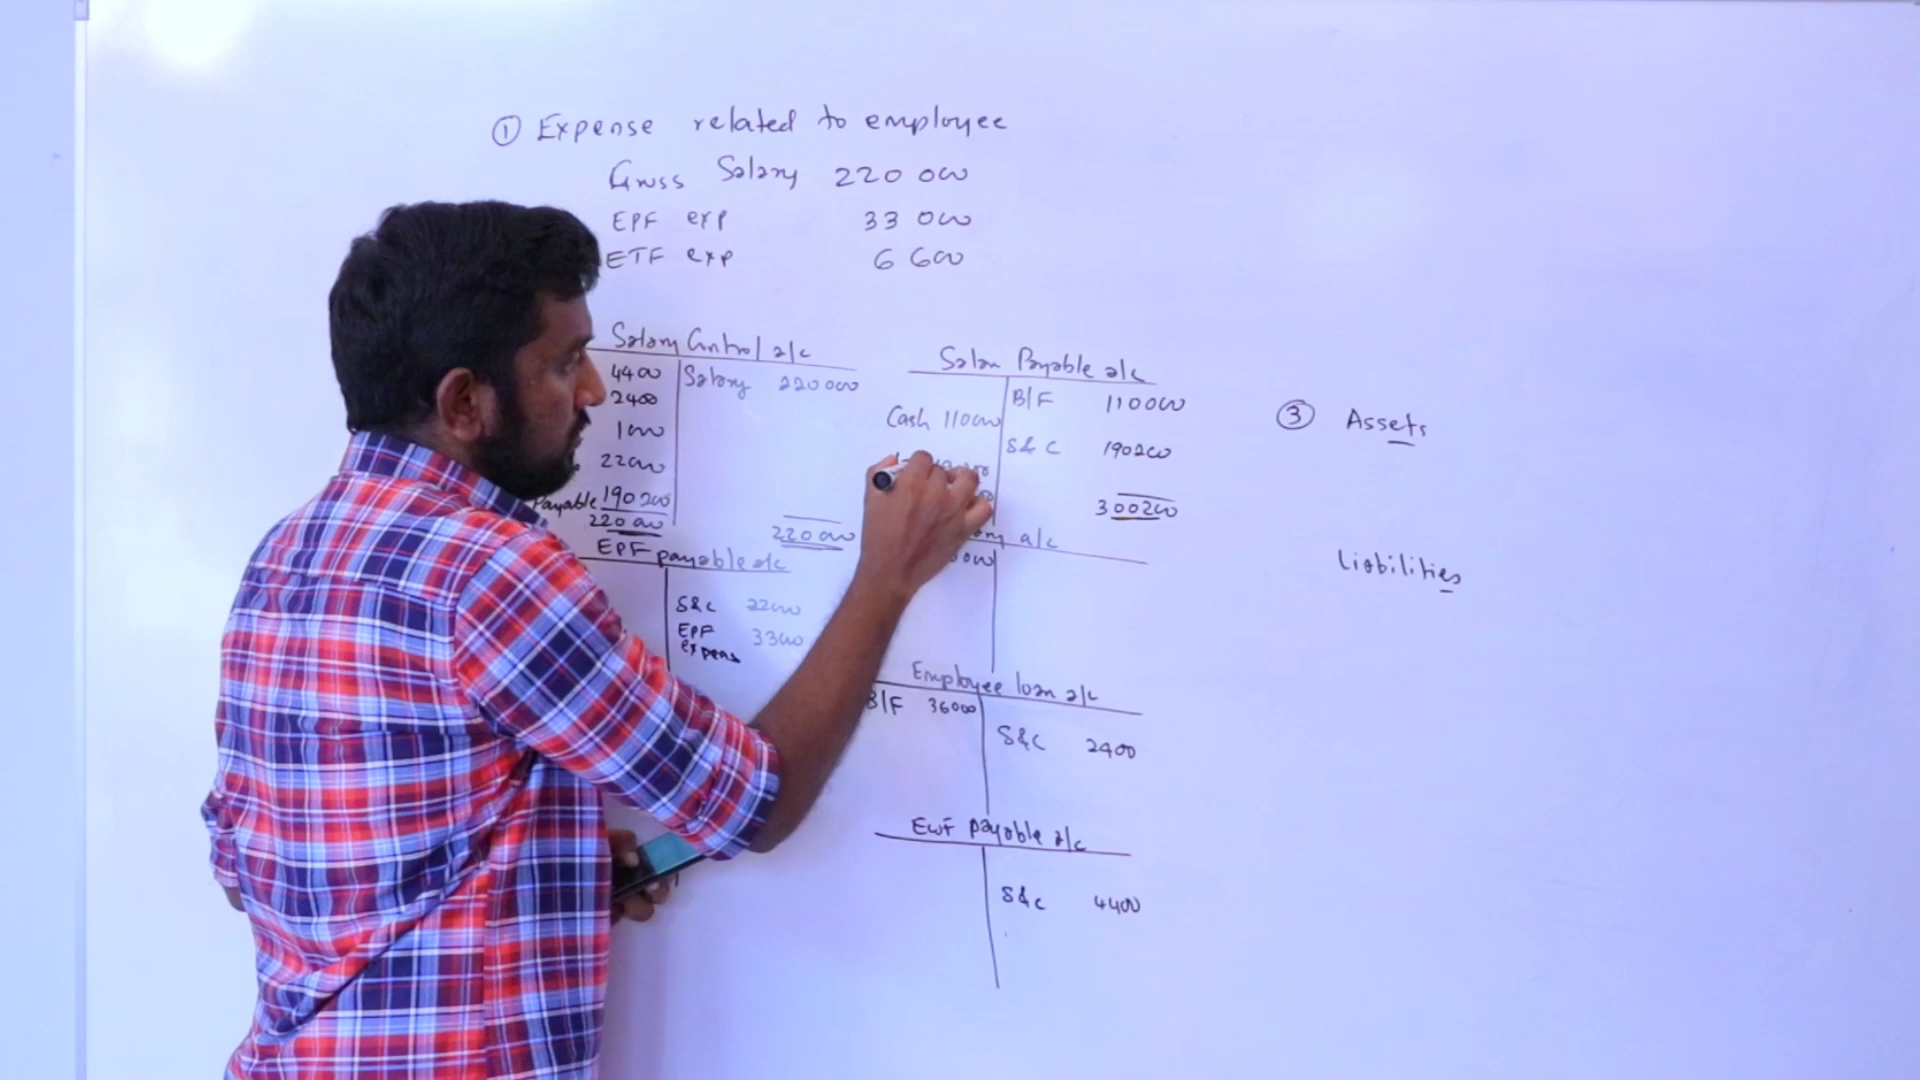 ① Expense related to employee
Gross Salary 220 000
EPF exp 33 000
ETF exp 6 600
Salary Control a/c
4400 Salary 220 000
2400
1000
22000
Payable 190 200
220 000 220 000
Salary Payable a/c
B/F 110000
Cash 110000
S&C 190200
300200
EPF payable a/c
S&C 22000
EPF expens 33000
a/c
Employee loan a/c
B/F 36000
S&C 2400
EWF payable a/c
S&C 4400
③ Assets
Liabilities